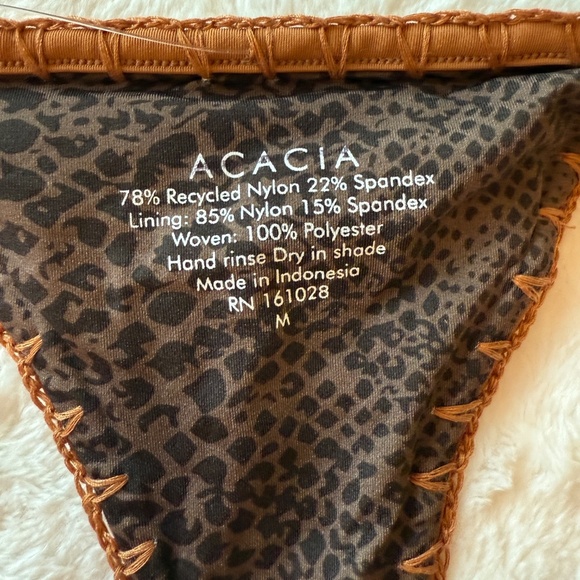 ACACIA
78% Recycled Nylon 22% Spandex
Lining: 85% Nylon 15% Spandex
Woven: 100% Polyester
Hand rinse Dry in shade
Made in Indonesia
RN 161028
M